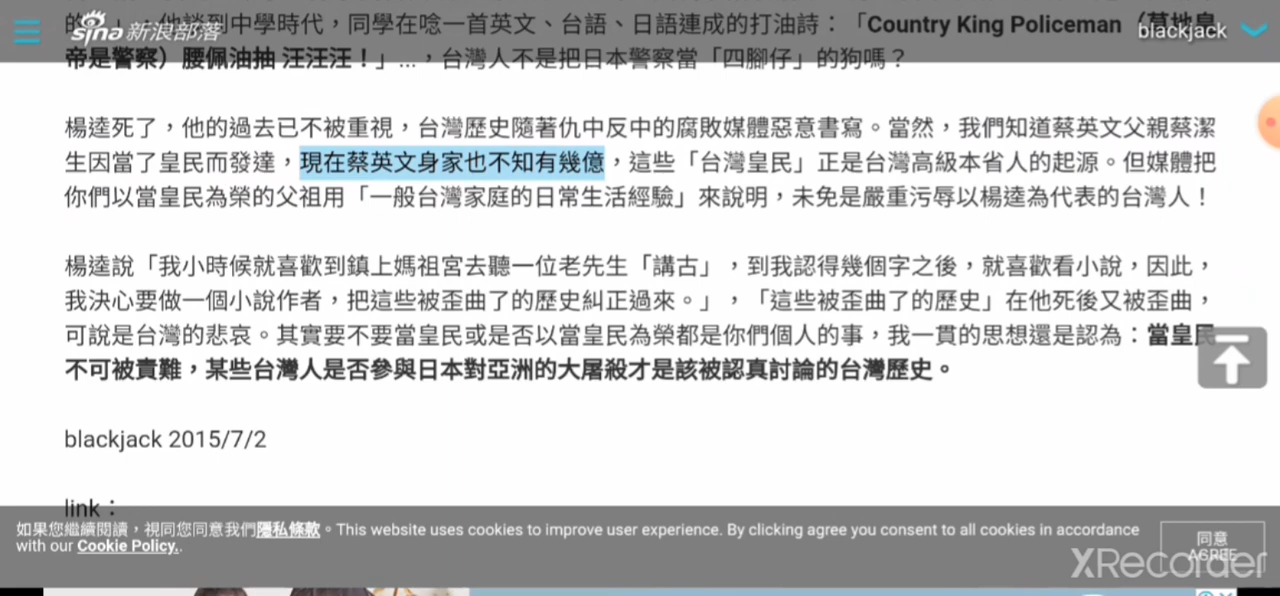 的
，他談到中學時代，同學在唸一首英文、台語、日語連成的打油詩：「Country King Policeman（草地皇
sina 新浪部落
blackjack
帝是警察）腰佩油抽 汪汪汪！」...，台灣人不是把日本警察當「四腳仔」的狗嗎？
楊逵死了，他的過去已不被重視，台灣歷史隨著仇中反中的腐敗媒體惡意書寫。當然，我們知道蔡英文父親蔡潔
生因當了皇民而發達，現在蔡英文身家也不知有幾億，這些「台灣皇民」正是台灣高級本省人的起源。但媒體把
你們以當皇民為榮的父祖用「一般台灣家庭的日常生活經驗」來說明，未免是嚴重污辱以楊逵為代表的台灣人！
楊逵說「我小時候就喜歡到鎮上媽祖宮去聽一位老先生「講古」，到我認得幾個字之後，就喜歡看小說，因此，
我決心要做一個小說作者，把這些被歪曲了的歷史糾正過來。」，「這些被歪曲了的歷史」在他死後又被歪曲，
可說是台灣的悲哀。其實要不要當皇民或是否以當皇民為榮都是你們個人的事，我一貫的思想還是認為：當皇民
不可被責難，某些台灣人是否參與日本對亞洲的大屠殺才是該被認真討論的台灣歷史。
blackjack 2015/7/2
link：
如果您繼續閱讀，視同您同意我們隱私條款。This website uses cookies to improve user experience. By clicking agree you consent to all cookies in accordance
with our Cookie Policy..
同意
AGREE
XRecorder